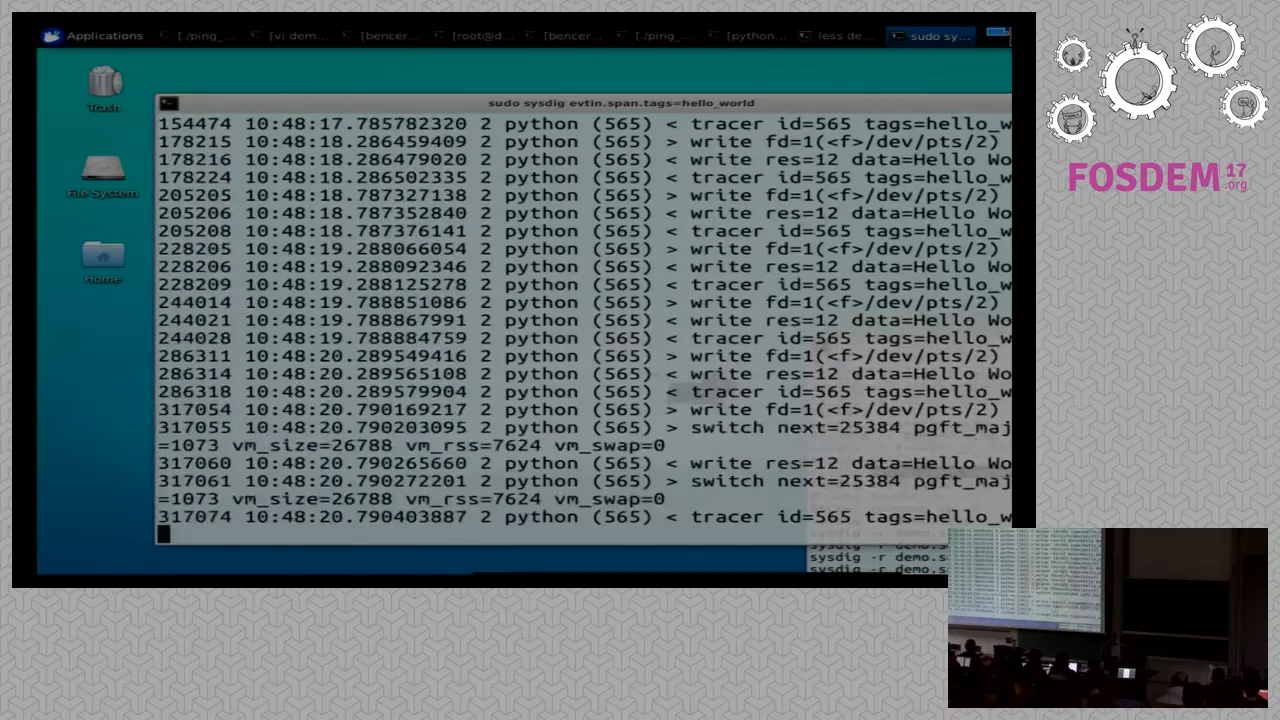 Applications
[./ping_...
[vi dem...
[bencer...
[root@d...
[bencer...
[./ping_...
[python...
less de...
sudo sy...
Trash
File System
Home
sudo sysdig evtin.span.tags=hello_world
154474 10:48:17.785782320 2 python (565) < tracer id=565 tags=hello_w
178215 10:48:18.286459409 2 python (565) > write fd=1(<f>/dev/pts/2)
178216 10:48:18.286479020 2 python (565) < write res=12 data=Hello Wo
178224 10:48:18.286502335 2 python (565) < tracer id=565 tags=hello_w
205205 10:48:18.787327138 2 python (565) > write fd=1(<f>/dev/pts/2)
205206 10:48:18.787352840 2 python (565) < write res=12 data=Hello Wo
205208 10:48:18.787376141 2 python (565) < tracer id=565 tags=hello_w
228205 10:48:19.288066054 2 python (565) > write fd=1(<f>/dev/pts/2)
228206 10:48:19.288092346 2 python (565) < write res=12 data=Hello Wo
228209 10:48:19.288125278 2 python (565) < tracer id=565 tags=hello_w
244014 10:48:19.788851086 2 python (565) > write fd=1(<f>/dev/pts/2)
244021 10:48:19.788867991 2 python (565) < write res=12 data=Hello Wo
244028 10:48:19.788884759 2 python (565) < tracer id=565 tags=hello_w
286311 10:48:20.289549416 2 python (565) > write fd=1(<f>/dev/pts/2)
286314 10:48:20.289565108 2 python (565) < write res=12 data=Hello Wo
286318 10:48:20.289579904 2 python (565) < tracer id=565 tags=hello_w
317054 10:48:20.790169217 2 python (565) > write fd=1(<f>/dev/pts/2)
317055 10:48:20.790203095 2 python (565) > switch next=25384 pgft_maj
=1073 vm_size=26788 vm_rss=7624 vm_swap=0
317060 10:48:20.790265660 2 python (565) < write res=12 data=Hello Wo
317061 10:48:20.790272201 2 python (565) > switch next=25384 pgft_maj
=1073 vm_size=26788 vm_rss=7624 vm_swap=0
317074 10:48:20.790403887 2 python (565) < tracer id=565 tags=hello_w
sysdig -r demo.s
sysdig -r demo.s
sysdig -r demo.
FOSDEM 17
.org